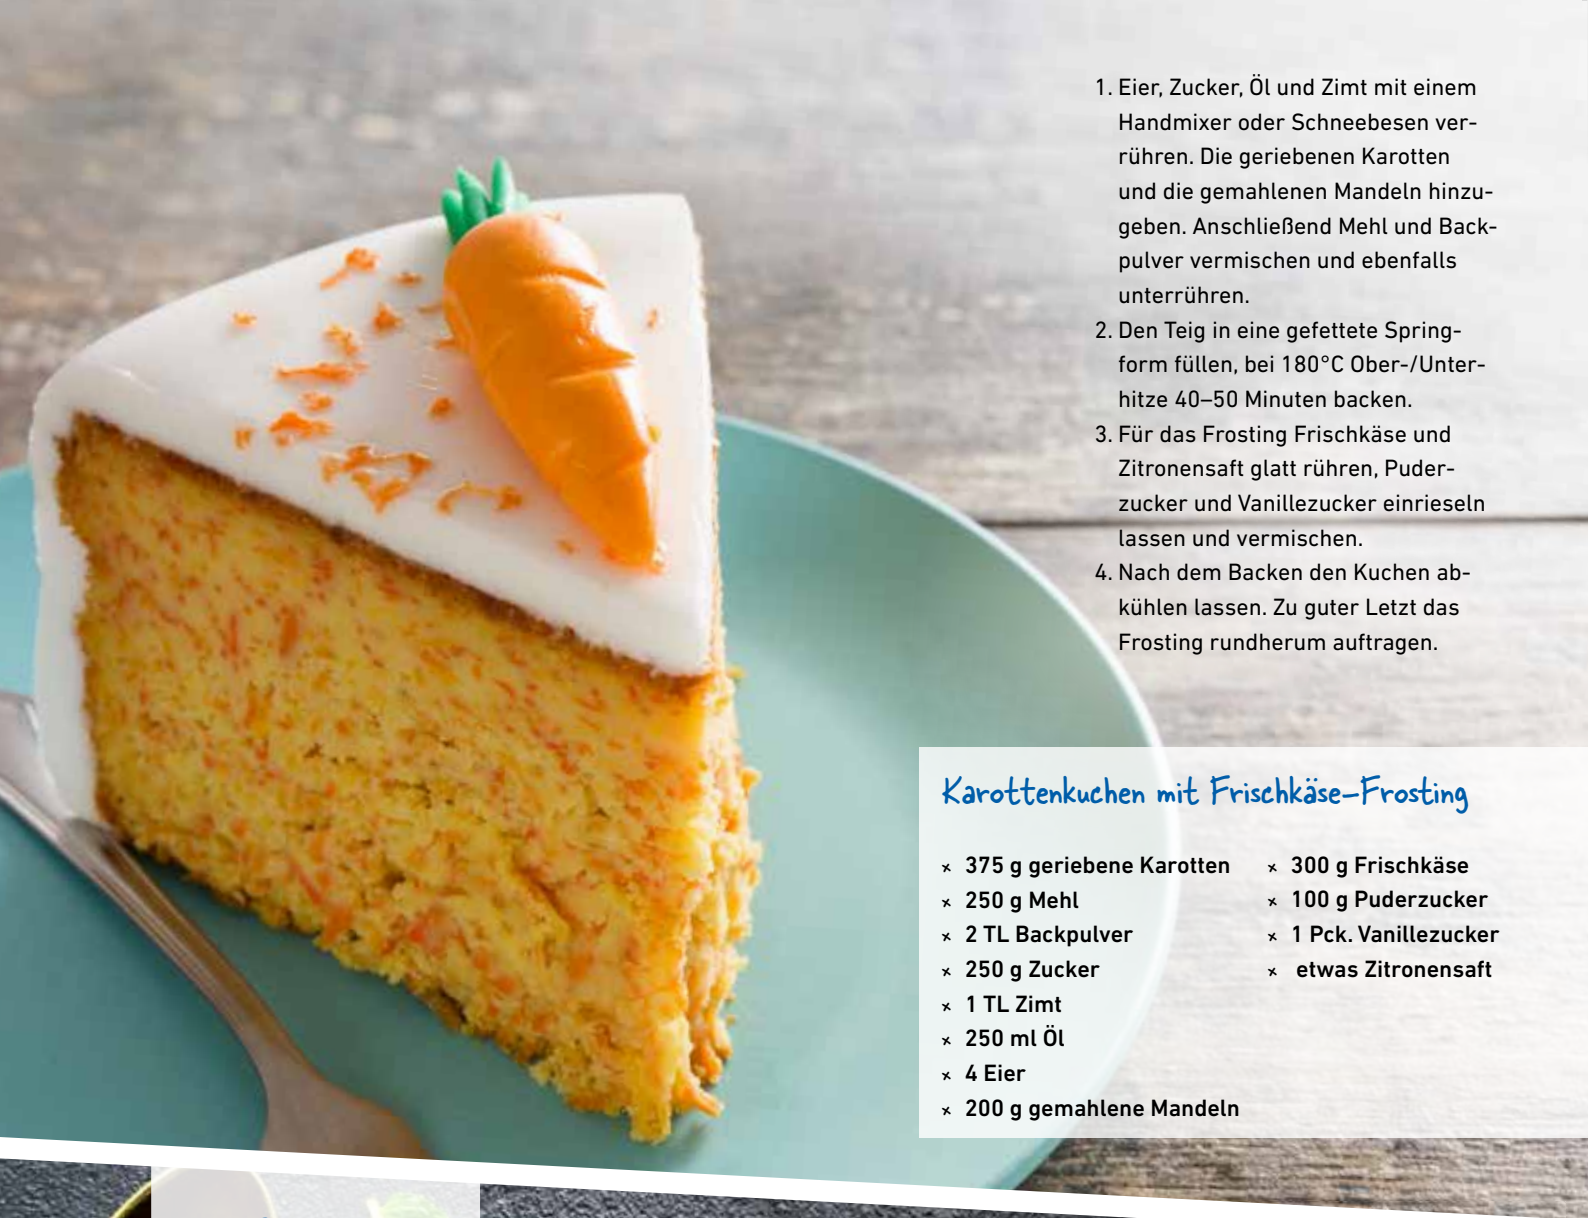 1. Eier, Zucker, Öl und Zimt mit einem
Handmixer oder Schneebesen ver-
rühren. Die geriebenen Karotten
und die gemahlenen Mandeln hinzu-
geben. Anschließend Mehl und Back-
pulver vermischen und ebenfalls
unterrühren.
2. Den Teig in eine gefettete Spring-
form füllen, bei 180°C Ober-/Unter-
hitze 40–50 Minuten backen.
3. Für das Frosting Frischkäse und
Zitronensaft glatt rühren, Puder-
zucker und Vanillezucker einrieseln
lassen und vermischen.
4. Nach dem Backen den Kuchen ab-
kühlen lassen. Zu guter Letzt das
Frosting rundherum auftragen.
Karottenkuchen mit Frischkäse-Frosting
× 375 g geriebene Karotten
× 250 g Mehl
× 2 TL Backpulver
× 250 g Zucker
× 1 TL Zimt
× 250 ml Öl
× 4 Eier
× 200 g gemahlene Mandeln
× 300 g Frischkäse
× 100 g Puderzucker
× 1 Pck. Vanillezucker
× etwas Zitronensaft